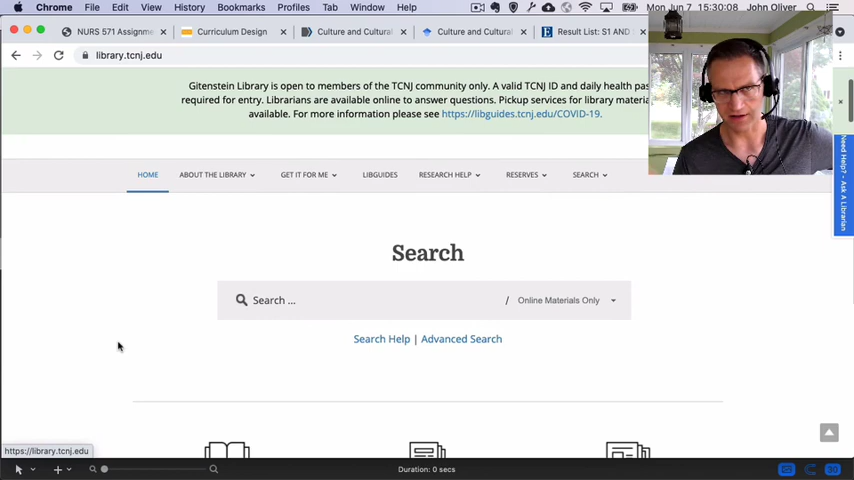 Chrome File Edit View History Bookmarks Profiles Tab Window Help Mon Jun 7 15:30:08 John Oliver
NURS 571 Assignme Curriculum Design Culture and Cultural Culture and Cultural Result List: S1 AND
library.tcnj.edu
Gitenstein Library is open to members of the TCNJ community only. A valid TCNJ ID and daily health pas
required for entry. Librarians are available online to answer questions. Pickup services for library materia
available. For more information please see https://libguides.tcnj.edu/COVID-19.
HOME ABOUT THE LIBRARY GET IT FOR ME LIBGUIDES RESEARCH HELP RESERVES SEARCH
Need Help? - Ask A Librarian
Search
Search ... / Online Materials Only
Search Help | Advanced Search
https://library.tcnj.edu
Duration: 0 secs
30